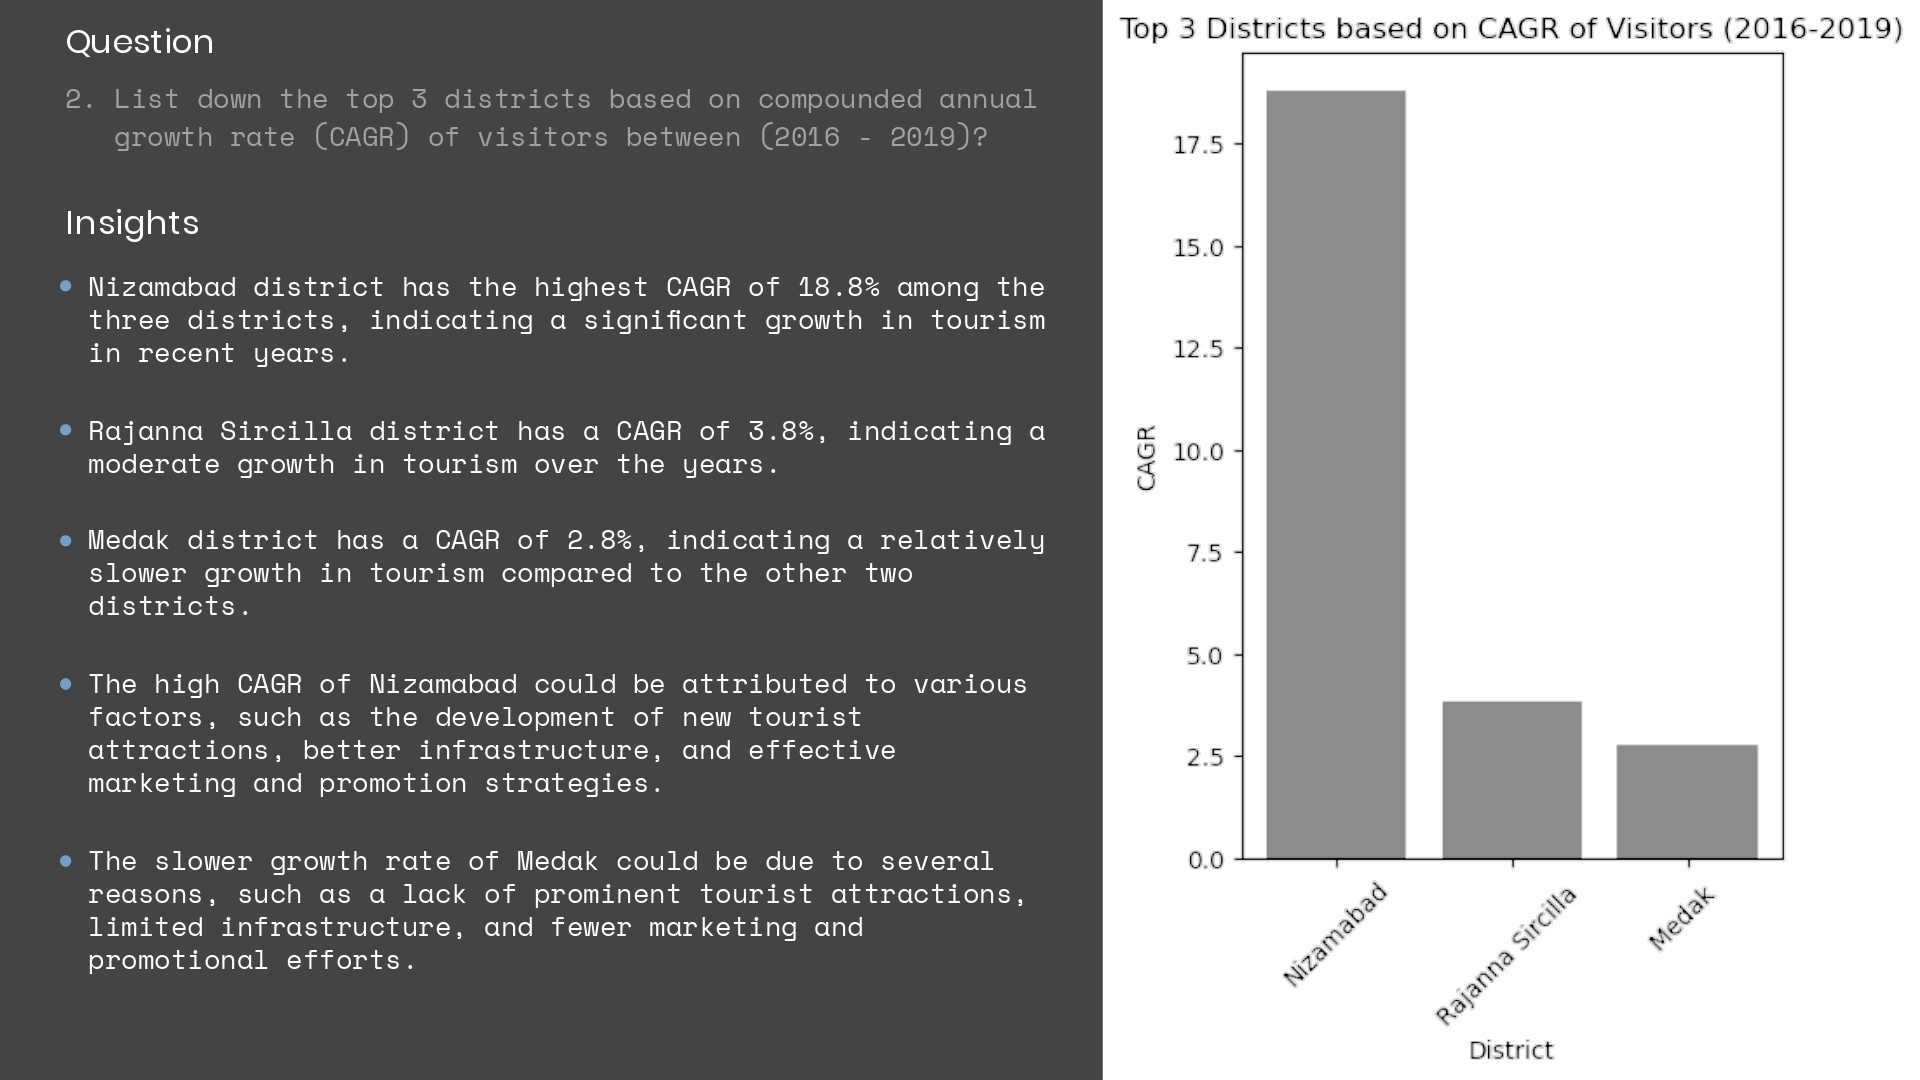 Question
2. List down the top 3 districts based on compounded annual
growth rate (CAGR) of visitors between (2016 - 2019)?
Insights
• Nizamabad district has the highest CAGR of 18.8% among the
three districts, indicating a significant growth in tourism
in recent years.
• Rajanna Sircilla district has a CAGR of 3.8%, indicating a
moderate growth in tourism over the years.
• Medak district has a CAGR of 2.8%, indicating a relatively
slower growth in tourism compared to the other two
districts.
• The high CAGR of Nizamabad could be attributed to various
factors, such as the development of new tourist
attractions, better infrastructure, and effective
marketing and promotion strategies.
• The slower growth rate of Medak could be due to several
reasons, such as a lack of prominent tourist attractions,
limited infrastructure, and fewer marketing and
promotional efforts.
Top 3 Districts based on CAGR of Visitors (2016-2019)
CAGR
17.5
15.0
12.5
10.0
7.5
5.0
2.5
0.0
Nizamabad
Rajanna Sircilla
Medak
District